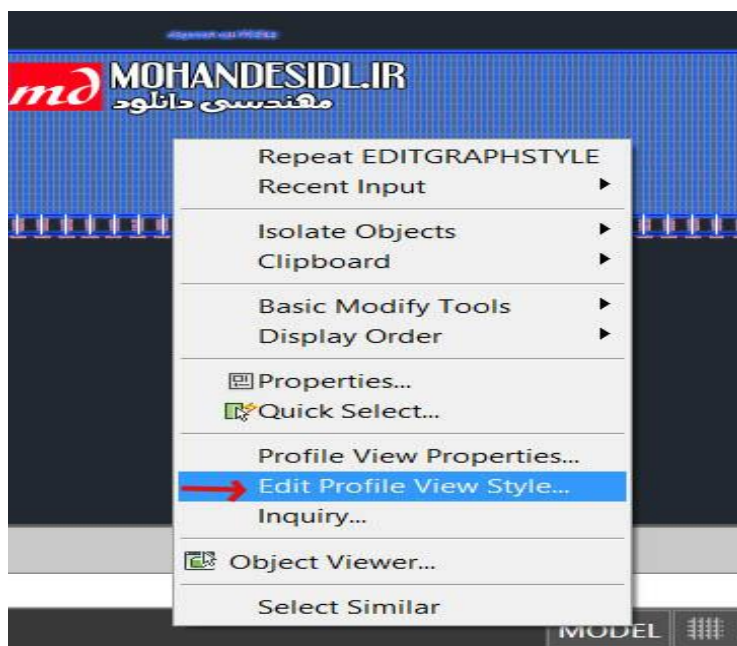 MOHANDESIDL.IR
md
مهندسی دانلود
Repeat EDITGRAPHSTYLE
Recent Input
Isolate Objects
Clipboard
Basic Modify Tools
Display Order
Properties...
Quick Select...
Profile View Properties...
Edit Profile View Style...
Inquiry...
Object Viewer...
Select Similar
MODEL